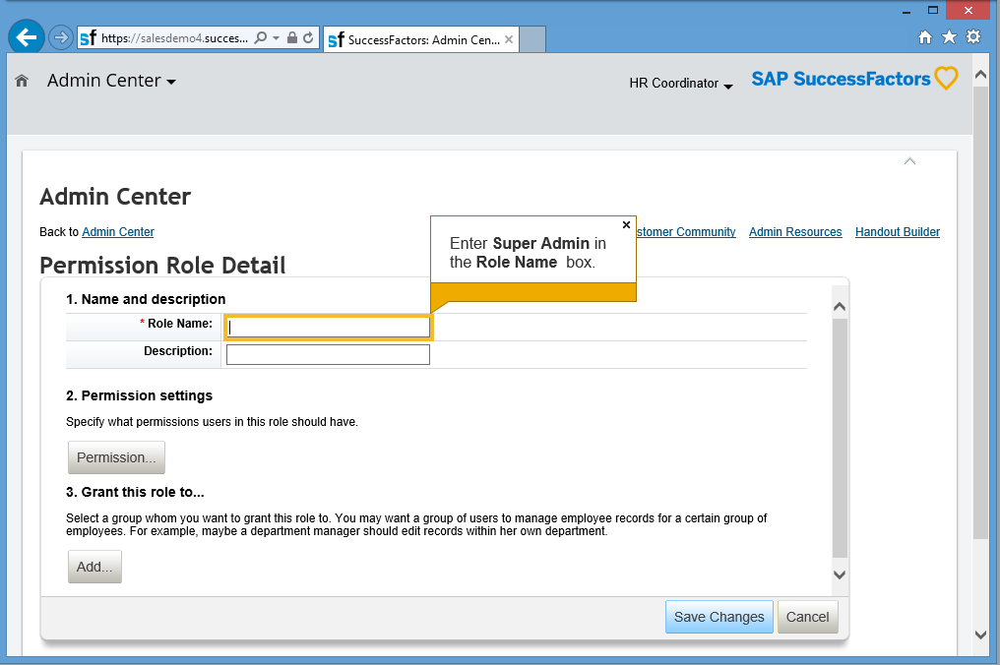 sf https://salesdemo4.succes...
sf SuccessFactors: Admin Cen...
Admin Center
HR Coordinator
SAP SuccessFactors
Admin Center
Back to Admin Center
stomer Community
Admin Resources
Handout Builder
Enter Super Admin in
the Role Name box.
Permission Role Detail
1. Name and description
* Role Name:
Description:
2. Permission settings
Specify what permissions users in this role should have.
Permission...
3. Grant this role to...
Select a group whom you want to grant this role to. You may want a group of users to manage employee records for a certain group of
employees. For example, maybe a department manager should edit records within her own department.
Add...
Save Changes
Cancel